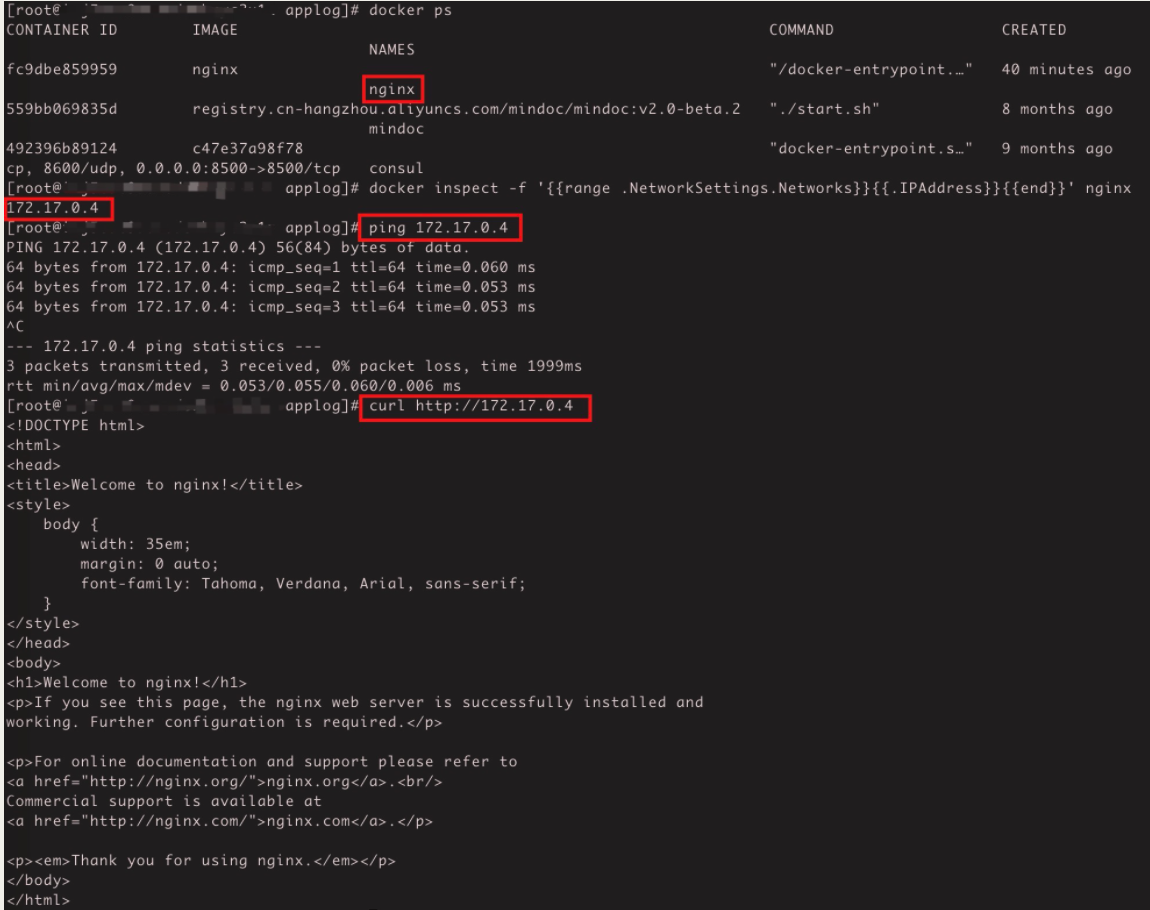 [root@ applog]# docker ps
CONTAINER ID        IMAGE                                                         COMMAND                  CREATED
                                       NAMES
fc9dbe859959        nginx                                                         "/docker-entrypoint.…"   40 minutes ago
                                       nginx
559bb069835d        registry.cn-hangzhou.aliyuncs.com/mindoc/mindoc:v2.0-beta.2   "./start.sh"             8 months ago
                                       mindoc
492396b89124        c47e37a98f78                                                  "docker-entrypoint.s…"   9 months ago
cp, 8600/udp, 0.0.0.0:8500->8500/tcp   consul
[root@ applog]# docker inspect -f '{{range .NetworkSettings.Networks}}{{.IPAddress}}{{end}}' nginx
172.17.0.4
[root@ applog]# ping 172.17.0.4
PING 172.17.0.4 (172.17.0.4) 56(84) bytes of data.
64 bytes from 172.17.0.4: icmp_seq=1 ttl=64 time=0.060 ms
64 bytes from 172.17.0.4: icmp_seq=2 ttl=64 time=0.053 ms
64 bytes from 172.17.0.4: icmp_seq=3 ttl=64 time=0.053 ms
^C
--- 172.17.0.4 ping statistics ---
3 packets transmitted, 3 received, 0% packet loss, time 1999ms
rtt min/avg/max/mdev = 0.053/0.055/0.060/0.006 ms
[root@ applog]# curl http://172.17.0.4
<!DOCTYPE html>
<html>
<head>
<title>Welcome to nginx!</title>
<style>
    body {
        width: 35em;
        margin: 0 auto;
        font-family: Tahoma, Verdana, Arial, sans-serif;
    }
</style>
</head>
<body>
<h1>Welcome to nginx!</h1>
<p>If you see this page, the nginx web server is successfully installed and
working. Further configuration is required.</p>

<p>For online documentation and support please refer to
<a href="http://nginx.org/">nginx.org</a>.<br/>
Commercial support is available at
<a href="http://nginx.com/">nginx.com</a>.</p>

<p><em>Thank you for using nginx.</em></p>
</body>
</html>